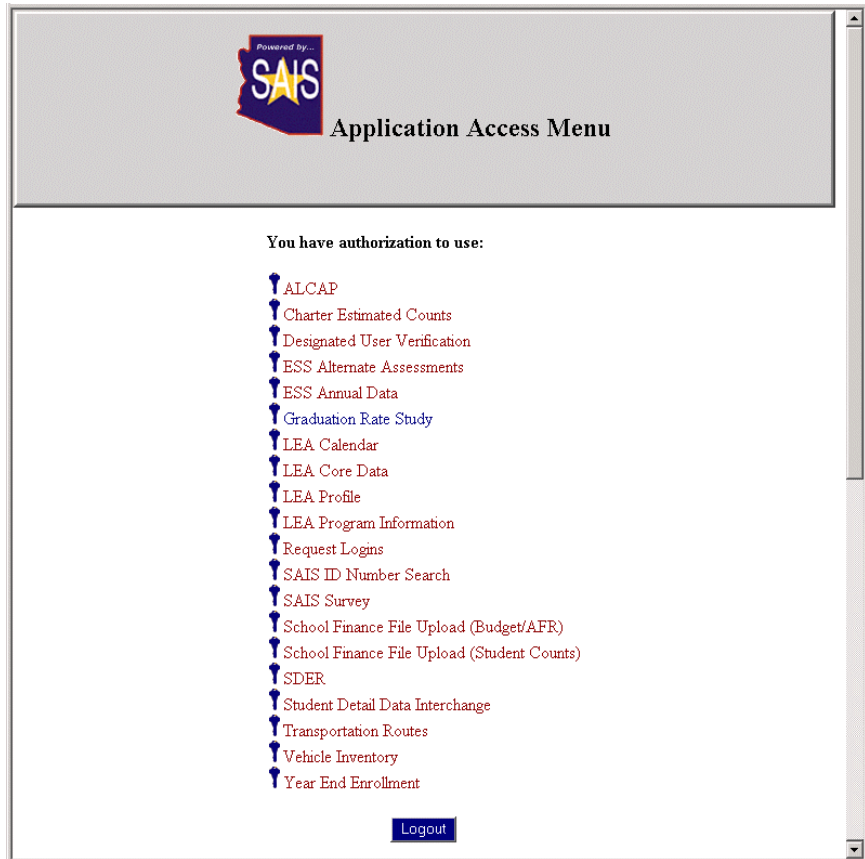 Powered by...
SAIS
Application Access Menu
You have authorization to use:
ALCAP
Charter Estimated Counts
Designated User Verification
ESS Alternate Assessments
ESS Annual Data
Graduation Rate Study
LEA Calendar
LEA Core Data
LEA Profile
LEA Program Information
Request Logins
SAIS ID Number Search
SAIS Survey
School Finance File Upload (Budget/AFR)
School Finance File Upload (Student Counts)
SDER
Student Detail Data Interchange
Transportation Routes
Vehicle Inventory
Year End Enrollment
Logout